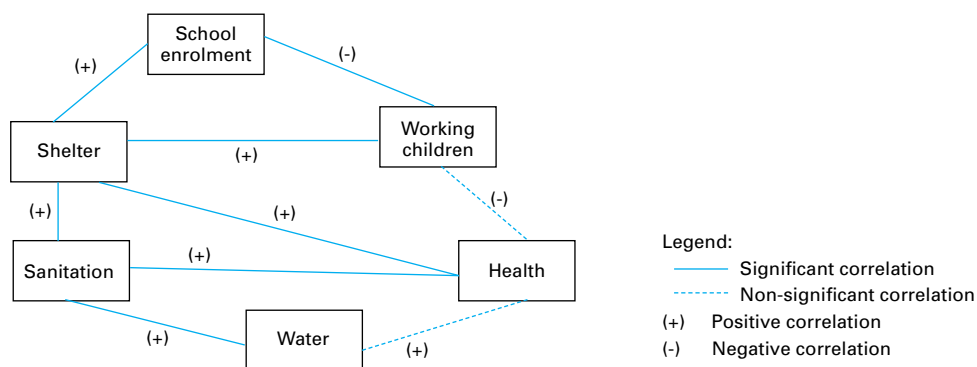 School
enrolment
(+)
(-)
Shelter
(+)
Working
children
(+)
(+)
(-)
Sanitation
(+)
Health
(+)
Water
(+)
Legend:
Significant correlation
Non-significant correlation
(+) Positive correlation
(-) Negative correlation